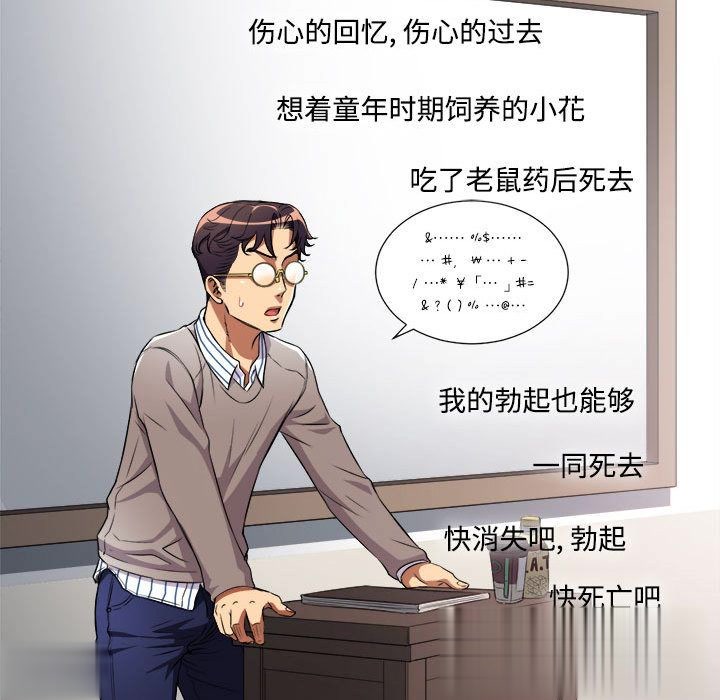 伤心的回忆, 伤心的过去
想着童年时期饲养的小花
吃了老鼠药后死去
&⋯⋯ %$⋯⋯
⋯ #, ₩ ⋯ + -
/ ⋯* ¥「⋯ 」#=
& ? ( ) % ⋯@⋯
我的勃起也能够
一同死去
快消失吧, 勃起
A.T
快死亡吧